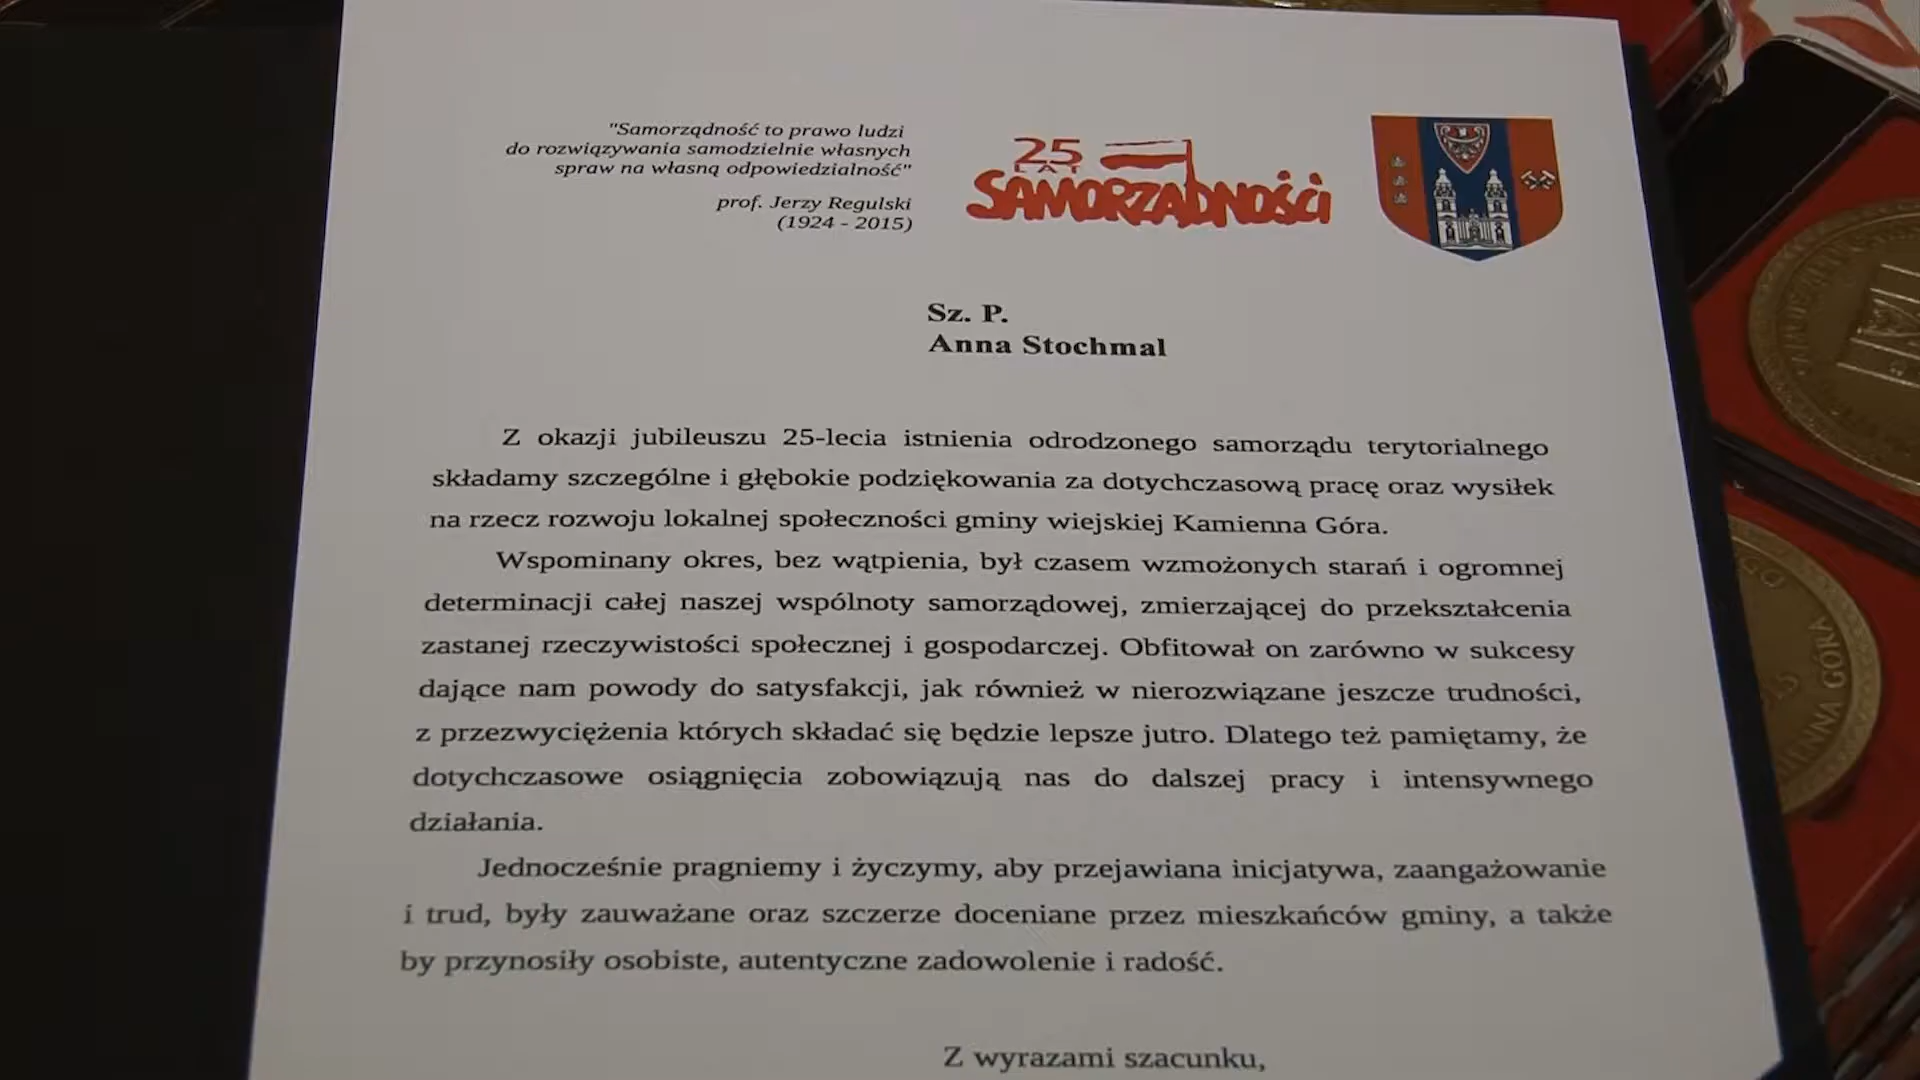 "Samorządność to prawo ludzi
do rozwiązywania samodzielnie własnych
spraw na własną odpowiedzialność"
prof. Jerzy Regulski
(1924 - 2015)
25
LAT
SAMORZĄDNOŚCi
Sz. P.
Anna Stochmal
Z okazji jubileuszu 25-lecia istnienia odrodzonego samorządu terytorialnego
składamy szczególne i głębokie podziękowania za dotychczasową pracę oraz wysiłek
na rzecz rozwoju lokalnej społeczności gminy wiejskiej Kamienna Góra.
Wspominany okres, bez wątpienia, był czasem wzmożonych starań i ogromnej
determinacji całej naszej wspólnoty samorządowej, zmierzającej do przekształcenia
zastanej rzeczywistości społecznej i gospodarczej. Obfitował on zarówno w sukcesy
dające nam powody do satysfakcji, jak również w nierozwiązane jeszcze trudności,
z przezwyciężenia których składać się będzie lepsze jutro. Dlatego też pamiętamy, że
dotychczasowe osiągnięcia zobowiązują nas do dalszej pracy i intensywnego
działania.
Jednocześnie pragniemy i życzymy, aby przejawiana inicjatywa, zaangażowanie
i trud, były zauważane oraz szczerze doceniane przez mieszkańców gminy, a także
by przynosiły osobiste, autentyczne zadowolenie i radość.
Z wyrazami szacunku,
GÓRA